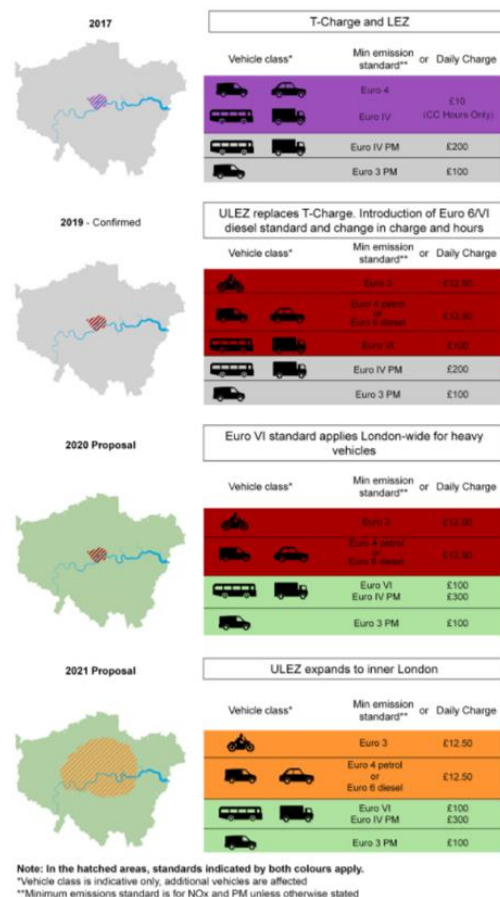 2017
T-Charge and LEZ
Vehicle class*
Min emission standard** or Daily Charge
Euro 4
Euro IV
£10
(CC Hours Only)
Euro IV PM £200
Euro 3 PM £100
2019 - Confirmed
ULEZ replaces T-Charge. Introduction of Euro 6/VI
diesel standard and change in charge and hours
Vehicle class*
Min emission standard** or Daily Charge
Euro 3 £12.50
Euro 4 petrol
or
Euro 6 diesel
£12.50
Euro VI £100
Euro IV PM £200
Euro 3 PM £100
2020 Proposal
Euro VI standard applies London-wide for heavy
vehicles
Vehicle class*
Min emission standard** or Daily Charge
Euro 3 £12.50
Euro 4 petrol
or
Euro 6 diesel
£12.50
Euro VI £100
Euro IV PM £300
Euro 3 PM £100
2021 Proposal
ULEZ expands to inner London
Vehicle class*
Min emission standard** or Daily Charge
Euro 3 £12.50
Euro 4 petrol
or
Euro 6 diesel
£12.50
Euro VI £100
Euro IV PM £300
Euro 3 PM £100
Note: In the hatched areas, standards indicated by both colours apply.
*Vehicle class is indicative only, additional vehicles are affected
**Minimum emissions standard is for NOx and PM unless otherwise stated